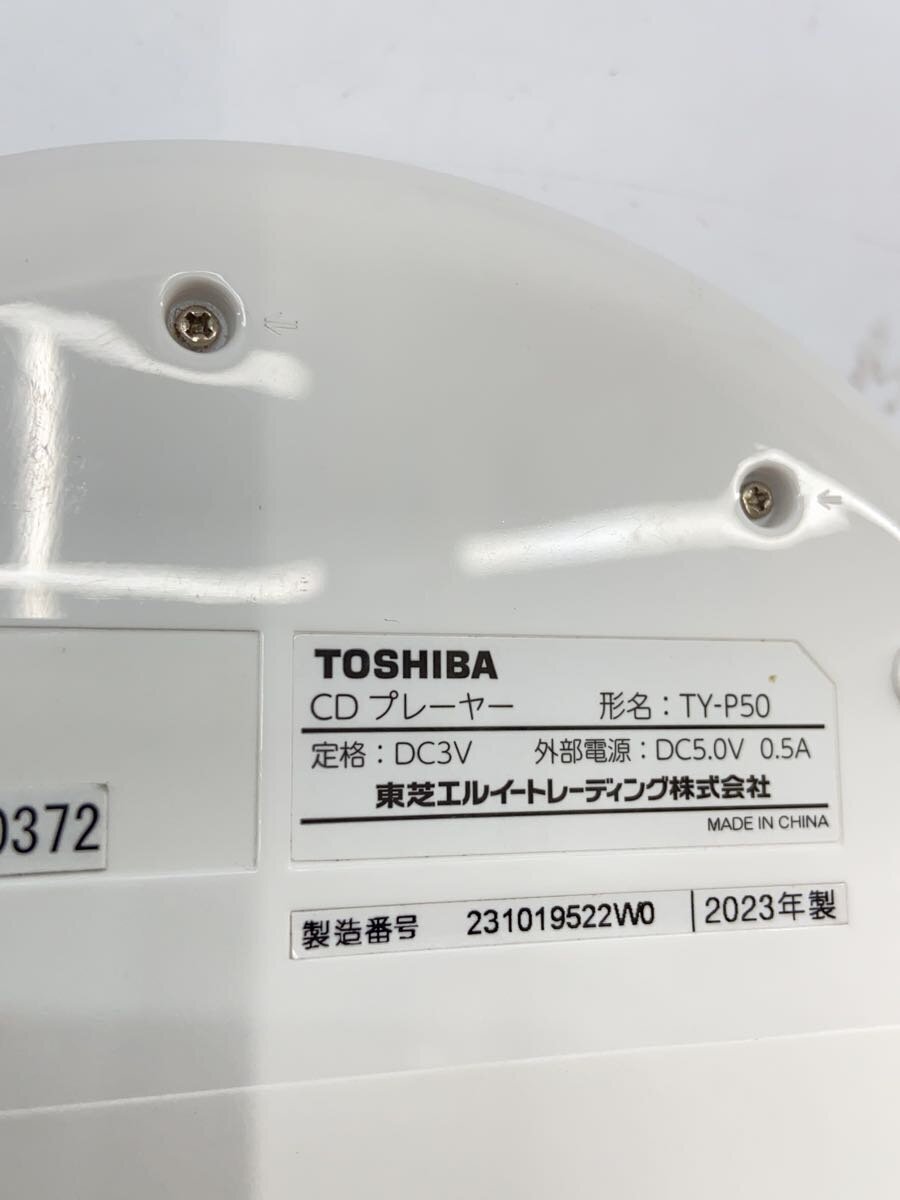 TOSHIBA
CD プレーヤー 形名：TY-P50
定格：DC3V 外部電源：DC5.0V 0.5A
東芝エルイートレーディング株式会社
MADE IN CHINA
0372
製造番号 231019522W0 2023年製